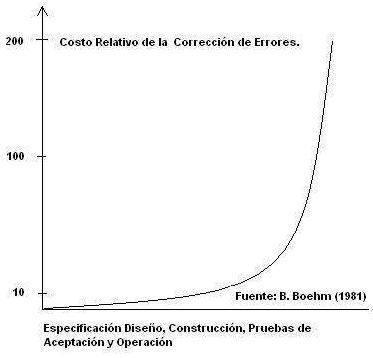 200
Costo Relativo de la Corrección de Errores.
100
10
Fuente: B. Boehm (1981)
Especificación Diseño, Construcción, Pruebas de
Aceptación y Operación